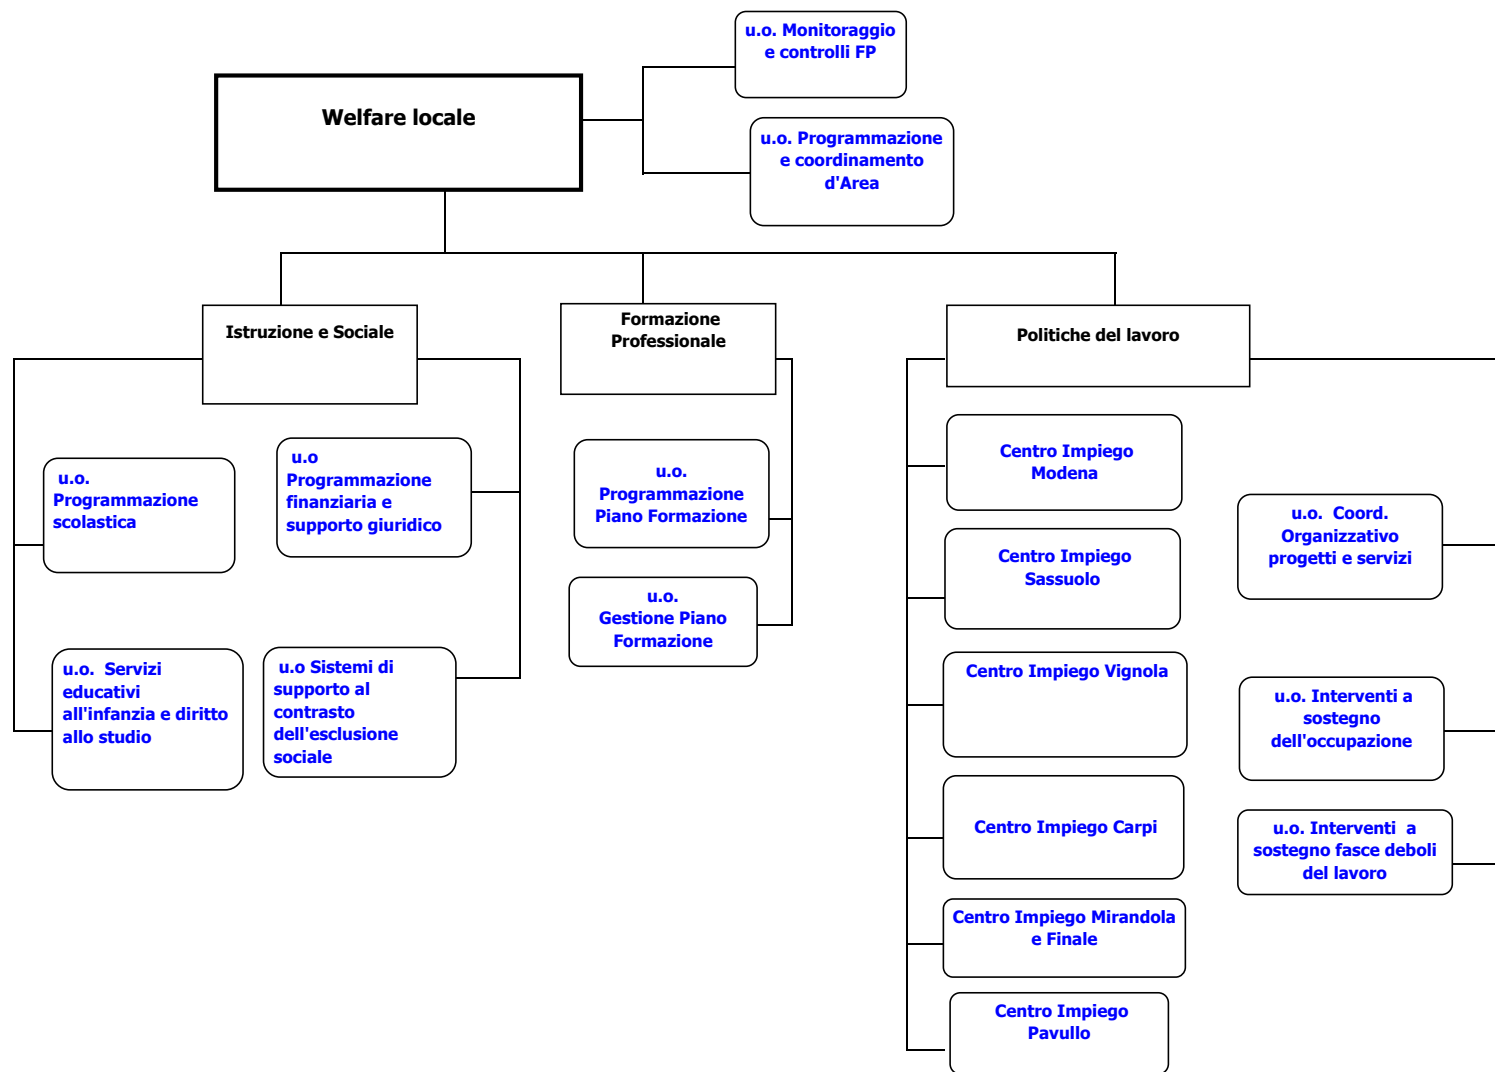 u.o. Monitoraggio
e controlli FP
Welfare locale
u.o. Programmazione
e coordinamento
d'Area
Istruzione e Sociale
Formazione
Professionale
Politiche del lavoro
u.o.
Programmazione
scolastica
u.o
Programmazione
finanziaria e
supporto giuridico
u.o.
Programmazione
Piano Formazione
Centro Impiego
Modena
u.o. Coord.
Organizzativo
progetti e servizi
Centro Impiego
Sassuolo
u.o.
Gestione Piano
Formazione
u.o. Servizi
educativi
all'infanzia e diritto
allo studio
u.o Sistemi di
supporto al
contrasto
dell'esclusione
sociale
Centro Impiego Vignola
u.o. Interventi a
sostegno
dell'occupazione
Centro Impiego Carpi
u.o. Interventi a
sostegno fasce deboli
del lavoro
Centro Impiego Mirandola
e Finale
Centro Impiego
Pavullo